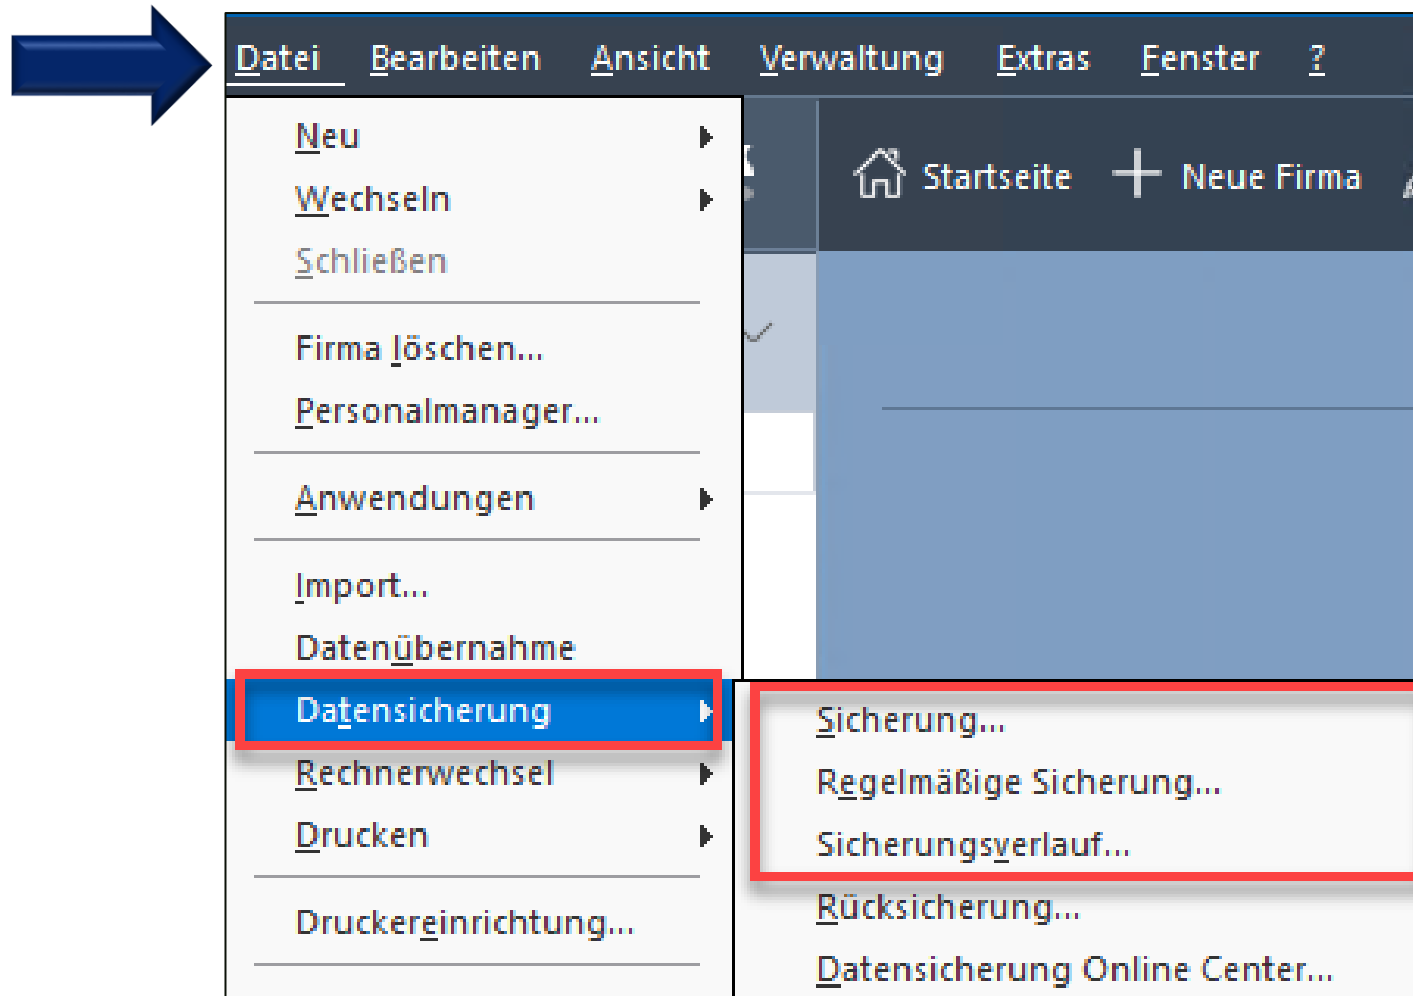 Datei Bearbeiten Ansicht Verwaltung Extras Fenster ?
Startseite Neue Firma
Neu
Wechseln
Schließen
Firma löschen...
Personalmanager...
Anwendungen
Import...
Datenübernahme
Datensicherung
Rechnerwechsel
Drucken
Druckereinrichtung...
Sicherung...
Regelmäßige Sicherung...
Sicherungsverlauf...
Rücksicherung...
Datensicherung Online Center...